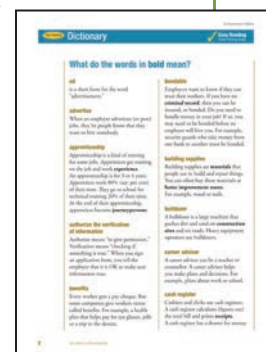 Dictionary
Easy Reading
What do the words in bold mean?
ad
is a short form for the word
"advertisement."
advertise
When an employer advertises (or posts)
jobs, they let people know that they
want to hire somebody.
apprenticeship
Apprenticeship is a kind of training
for some jobs. Apprentices get training
on the job and work experience.
An apprenticeship is for 3 or 4 years.
Apprentices work 80% (per cent)
of their time. They go to school for
technical training 20% of their time.
At the end of their apprenticeship,
apprentices become journeypersons.
authorize the verification
of information
Authorize means "to give permission."
Verification means "checking if
something is true." When you sign
an application form, you tell the
employer that it is OK to make sure
information true.
benefits
Every worker gets a pay cheque. But
some companies give workers extras
called benefits. For example, a health
plan that helps pay for eye glasses, pills
or a trip to the dentist.
bondable
Employers want to know if they can
trust their workers. If you have no
criminal record, then you can be
insured, or bonded. Do you need to
handle money in your job? If so, you
may need to be bonded before an
employer will hire you. For example,
security guards who take money from
one bank to another must be bonded.
building supplies
Building supplies are materials that
people use to build and repair things.
You can often buy these materials at
home improvement stores.
For example, wood or nails.
bulldozer
A bulldozer is a large machine that
pushes dirt and sand on construction
sites and on roads. Heavy equipment
operators use bulldozers.
career advisor
A career advisor can be a teacher or
counsellor. A career advisor helps
you make plans and decisions. For
example, plans about work or school.
cash register
Cashiers and clerks use cash registers.
A cash register calculates (figures out)
the total bill and prints receipts.
A cash register has a drawer for money